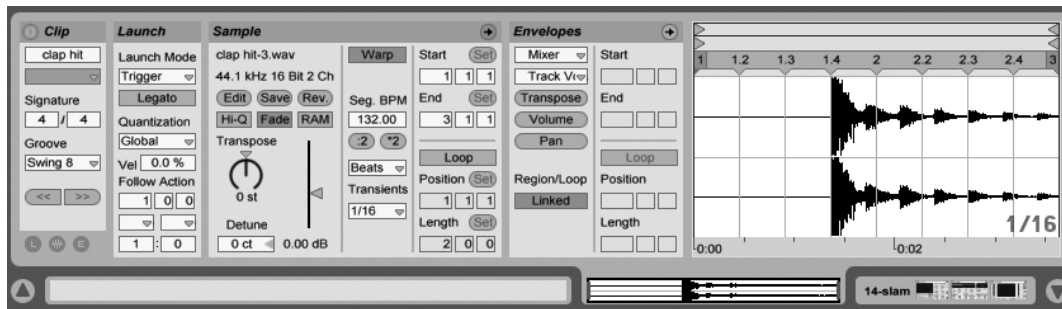 Clip
clap hit
Signature
4 / 4
Groove
Swing 8
<< >>
L E
Launch
Launch Mode
Trigger
Legato
Quantization
Global
Vel 0.0 %
Follow Action
1 0 0
1 : 0
Sample
clap hit-3.wav
44.1 kHz 16 Bit 2 Ch
Edit Save Rev.
Hi-Q Fade RAM
Transpose
0 st
Detune
0 ct 0.00 dB
Warp
Seg. BPM
132.00
:2 *2
Beats
Transients
1/16
Start Set
1 1 1
End Set
3 1 1
Loop
Position Set
1 1 1
Length Set
2 0 0
Envelopes
Mixer
Track Vo
Transpose
Volume
Pan
Region/Loop
Linked
Start
End
Loop
Position
Length
1 1.2 1.3 1.4 2 2.2 2.3 2.4 3
1/16
0:00 0:02
14-slam